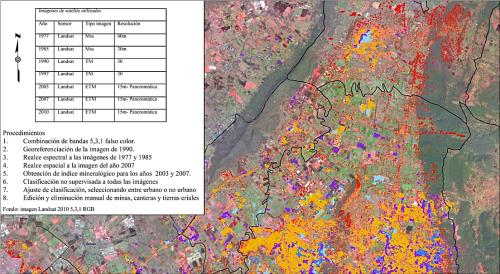 Imágenes de satélite utilizadas
Año Sensor Tipo imagen Resolución
1977 Landsat Mss 60m
1985 Landsat Mss 30m
1990 Landsat TM 30
1997 Landsat TM 30
2003 Landsat ETM 15m- Pancromática
2007 Landsat ETM 15m- Pancromática
2010 Landsat ETM 15m- Pancromática
N
Procedimientos
1. Combinación de bandas 5,3,1 falso color.
2. Georeferenciación de la imagen de 1990.
3. Realce espectral a las imágenes de 1977 y 1985
4. Realce espacial a la imagen del año 2007
5. Obtención de índice mineralógico para los años 2003 y 2007.
6. Clasificación no supervisada a todas las imágenes
7. Ajuste de clasificación, seleccionando entre urbano o no urbano
8. Edición y eliminación manual de minas, canteras y tierras eriales
Fondo: imagen Landsat 2010 5,3,1 RGB